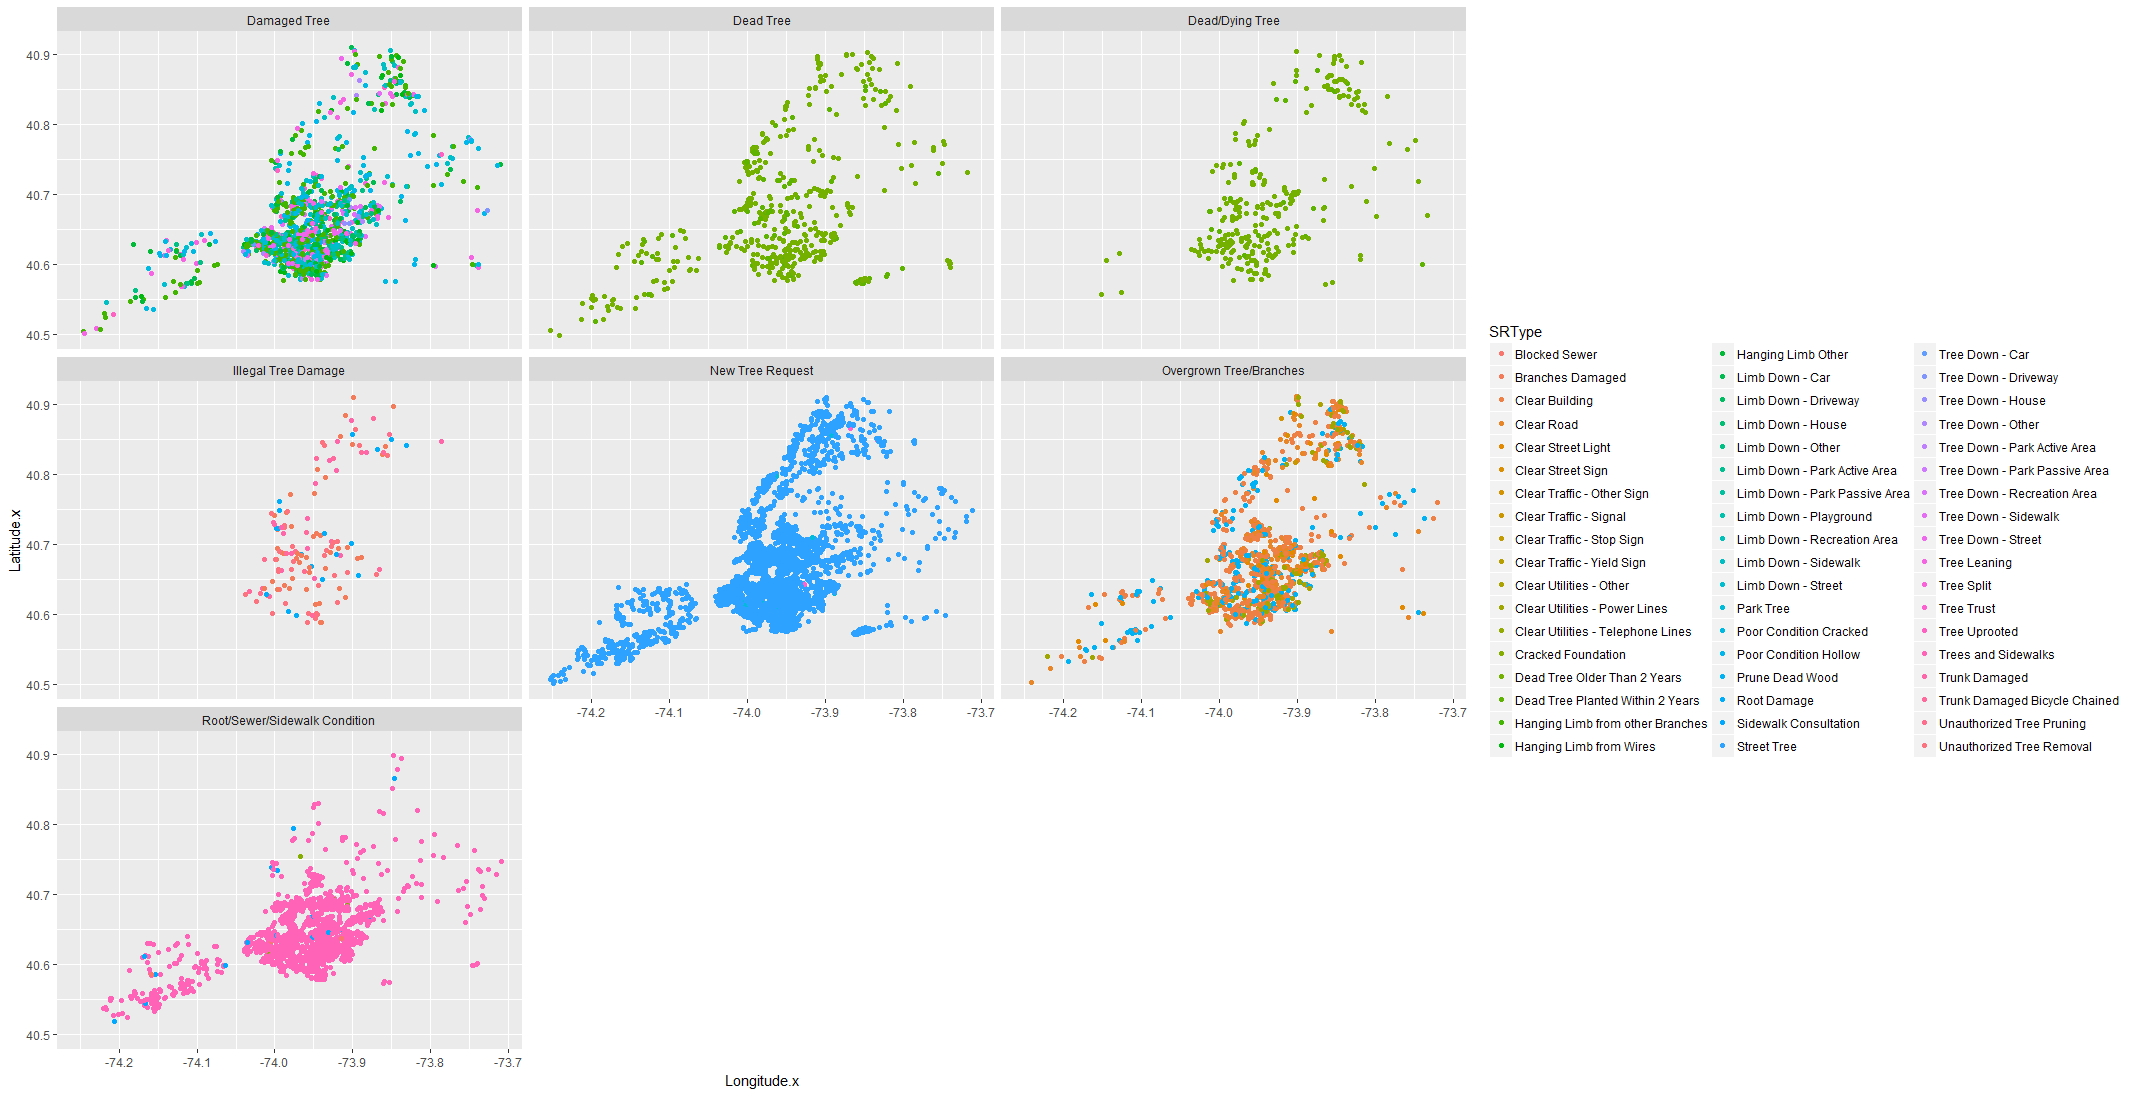 Damaged Tree
Dead Tree
Dead/Dying Tree
40.9
40.8
40.7
40.6
40.5
Illegal Tree Damage
New Tree Request
Overgrown Tree/Branches
40.9
40.8
40.7
40.6
40.5
-74.2 -74.1 -74.0 -73.9 -73.8 -73.7
-74.2 -74.1 -74.0 -73.9 -73.8 -73.7
Root/Sewer/Sidewalk Condition
40.9
40.8
40.7
40.6
40.5
-74.2 -74.1 -74.0 -73.9 -73.8 -73.7
Latitude.x
Longitude.x
SRType
Blocked Sewer
Branches Damaged
Clear Building
Clear Road
Clear Street Light
Clear Street Sign
Clear Traffic - Other Sign
Clear Traffic - Signal
Clear Traffic - Stop Sign
Clear Traffic - Yield Sign
Clear Utilities - Other
Clear Utilities - Power Lines
Clear Utilities - Telephone Lines
Cracked Foundation
Dead Tree Older Than 2 Years
Dead Tree Planted Within 2 Years
Hanging Limb from other Branches
Hanging Limb from Wires
Hanging Limb Other
Limb Down - Car
Limb Down - Driveway
Limb Down - House
Limb Down - Other
Limb Down - Park Active Area
Limb Down - Park Passive Area
Limb Down - Playground
Limb Down - Recreation Area
Limb Down - Sidewalk
Limb Down - Street
Park Tree
Poor Condition Cracked
Poor Condition Hollow
Prune Dead Wood
Root Damage
Sidewalk Consultation
Street Tree
Tree Down - Car
Tree Down - Driveway
Tree Down - House
Tree Down - Other
Tree Down - Park Active Area
Tree Down - Park Passive Area
Tree Down - Recreation Area
Tree Down - Sidewalk
Tree Down - Street
Tree Leaning
Tree Split
Tree Trust
Tree Uprooted
Trees and Sidewalks
Trunk Damaged
Trunk Damaged Bicycle Chained
Unauthorized Tree Pruning
Unauthorized Tree Removal